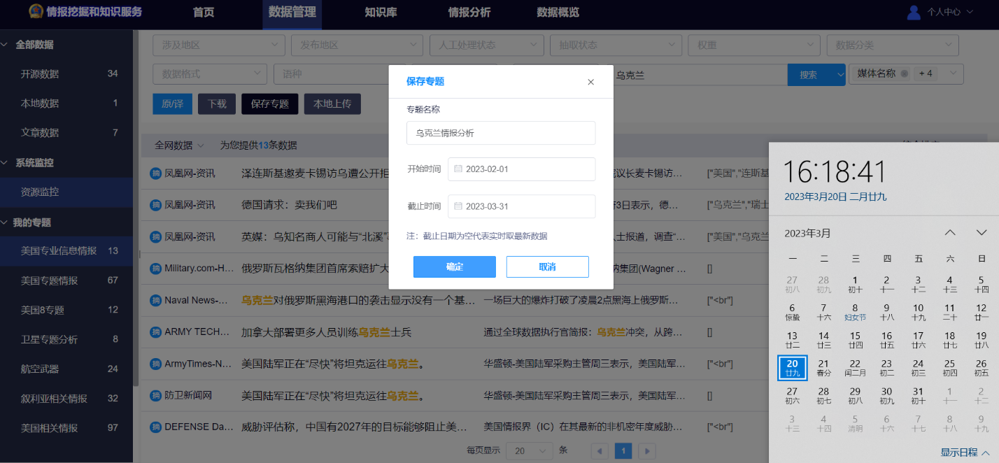 情报挖掘和知识服务 首页 数据管理 知识库 情报分析 数据概览 个人中心
全部数据
开源数据 34
本地数据 1
文章数据 7
系统监控
资源监控
我的专题
美国专业信息情报 13
美国专题情报 67
美国8专题 12
卫星专题分析 8
航空武器 24
叙利亚相关情报 32
美国相关情报 97
涉及地区 发布地区 人工处理状态 抽取状态 权重 数据分类
数据格式 语种 乌克兰 搜索 媒体名称 + 4
原/译 下载 保存专题 本地上传
全网数据 为您提供13条数据
摘 凤凰网-资讯 泽连斯基邀麦卡锡访乌遭公开拒 议长麦卡锡访... ["美国","连斯基
摘 凤凰网-资讯 德国请求：卖我们吧 3日表示，德... ["乌克兰","瑞士
摘 凤凰网-资讯 英媒：乌知名商人可能与“北溪” 人士报道，调查“... ["美国","乌克兰
摘 Military.com-H... 俄罗斯瓦格纳集团首席索赔扩大 纳集团(Wagner ... []
摘 Naval News-... 乌克兰对俄罗斯黑海港口的袭击显示没有一个基... 一场巨大的爆炸打破了凌晨2点黑海上俄罗斯... ["<br"]
摘 ARMY TECH... 加拿大部署更多人员训练乌克兰士兵 通过全球数据执行官简报：乌克兰冲突，从跨... []
摘 ArmyTimes-N... 美国陆军正在“尽快”将坦克运往乌克兰。 华盛顿-美国陆军采购主管周三表示，美国陆军... ["<br"]
摘 防卫新闻网 美国陆军正在“尽快”将坦克运往乌克兰。 华盛顿-美国陆军采购主管周三表示，美国陆军... []
摘 DEFENSE Da... 威胁评估称，中国有2027年的目标能够阻止美... 美国情报界（IC）在其最新的非机密年度威胁... ["<br"]
每页显示 20 条 1
保存专题
专题名称
乌克兰情报分析
开始时间 2023-02-01
截止时间 2023-03-31
注：截止日期为空代表实时取最新数据
确定 取消
16:18:41
2023年3月20日 二月廿九
2023年3月
一 二 三 四 五 六 日
27 28 1 2 3 4 5
初八 初九 初十 十一 十二 十三 十四
6 7 8 9 10 11 12
惊蛰 十六 妇女节 十八 十九 二十 廿一
13 14 15 16 17 18 19
廿二 廿三 廿四 廿五 廿六 廿七 廿八
20 21 22 23 24 25 26
廿九 春分 闰二月 初二 初三 初四 初五
27 28 29 30 31 1 2
初六 初七 初八 初九 初十 十一 十二
3 4 5 6 7 8 9
十三 十四 清明 十六 十七 十八 十九
显示日程